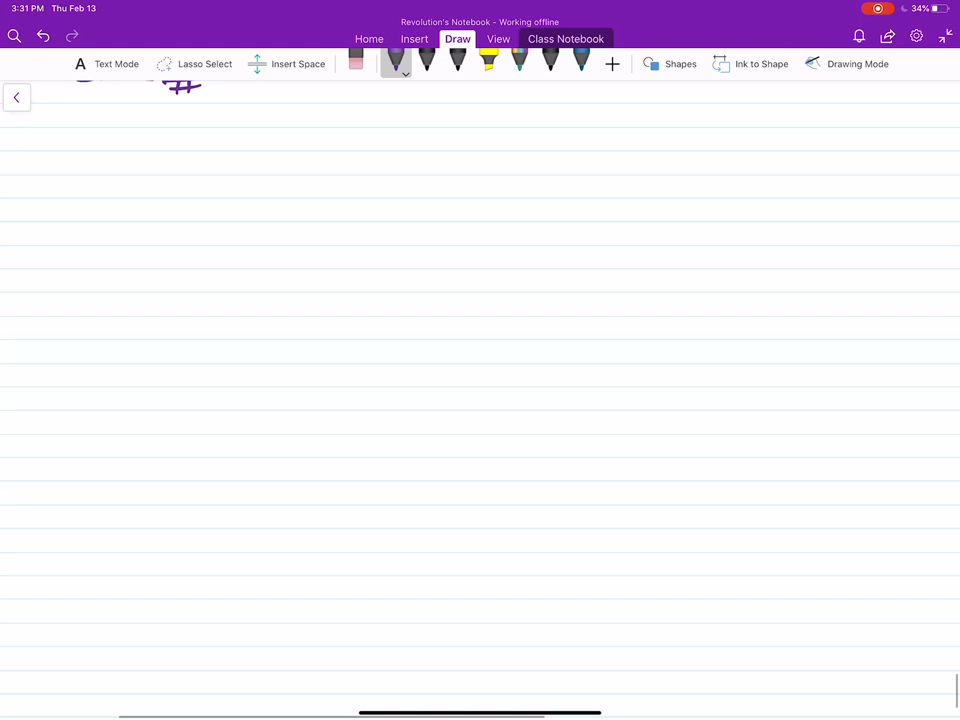 3:31 PM Thu Feb 13 34%
Revolution's Notebook - Working offline
Home Insert Draw View Class Notebook
Text Mode Lasso Select Insert Space Shapes Ink to Shape Drawing Mode